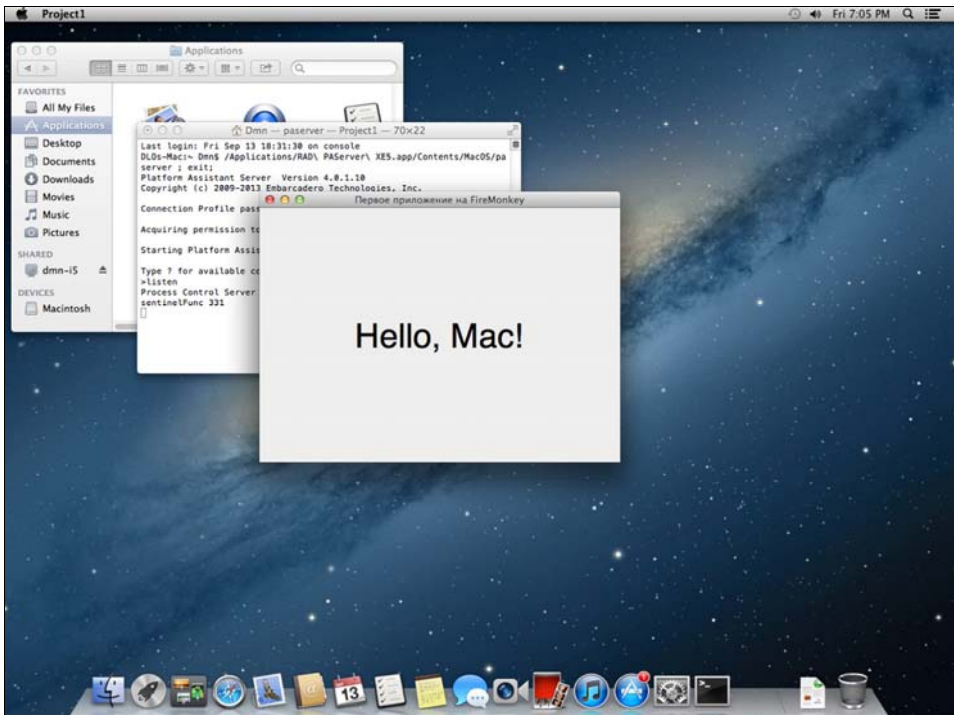 Project1
Fri 7:05 PM
Applications
FAVORITES
All My Files
Applications
Desktop
Documents
Downloads
Movies
Music
Pictures
SHARED
dmn-i5
DEVICES
Macintosh
Dmn — paserver — Project1 — 70×22
Last login: Fri Sep 13 18:31:30 on console
DLOs-Mac:~ Dmn$ /Applications/RAD\ PAServer\ XE5.app/Contents/MacOS/pa
server ; exit;
Platform Assistant Server Version 4.0.1.10
Copyright (c) 2009-2013 Embarcadero Technologies, Inc.
Connection Profile pass
Acquiring permission to
Starting Platform Assis
Type ? for available co
>listen
Process Control Server
sentinelFunc 331
Первое приложение на FireMonkey
Hello, Mac!
13
1